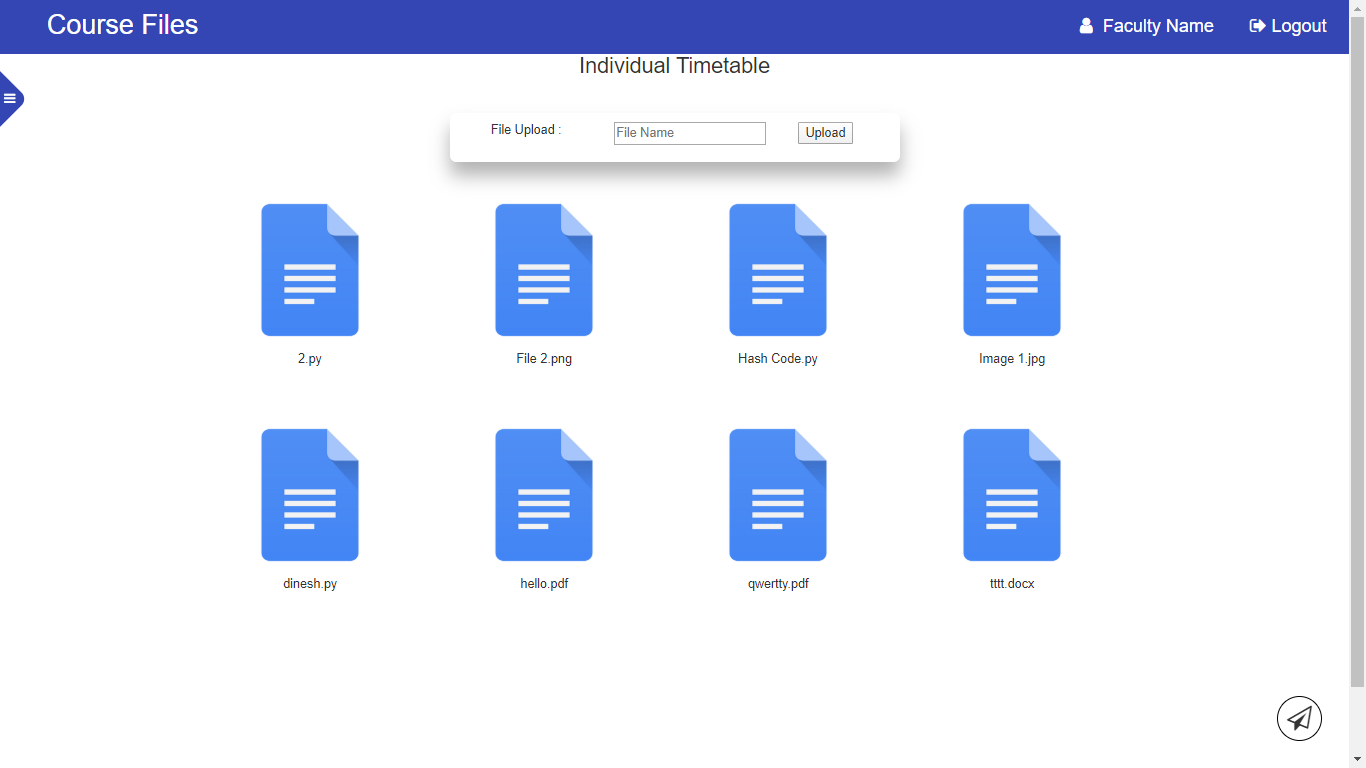 Course Files
Faculty Name
Logout
Individual Timetable
File Upload :
File Name
Upload
2.py
File 2.png
Hash Code.py
Image 1.jpg
dinesh.py
hello.pdf
qwertty.pdf
tttt.docx